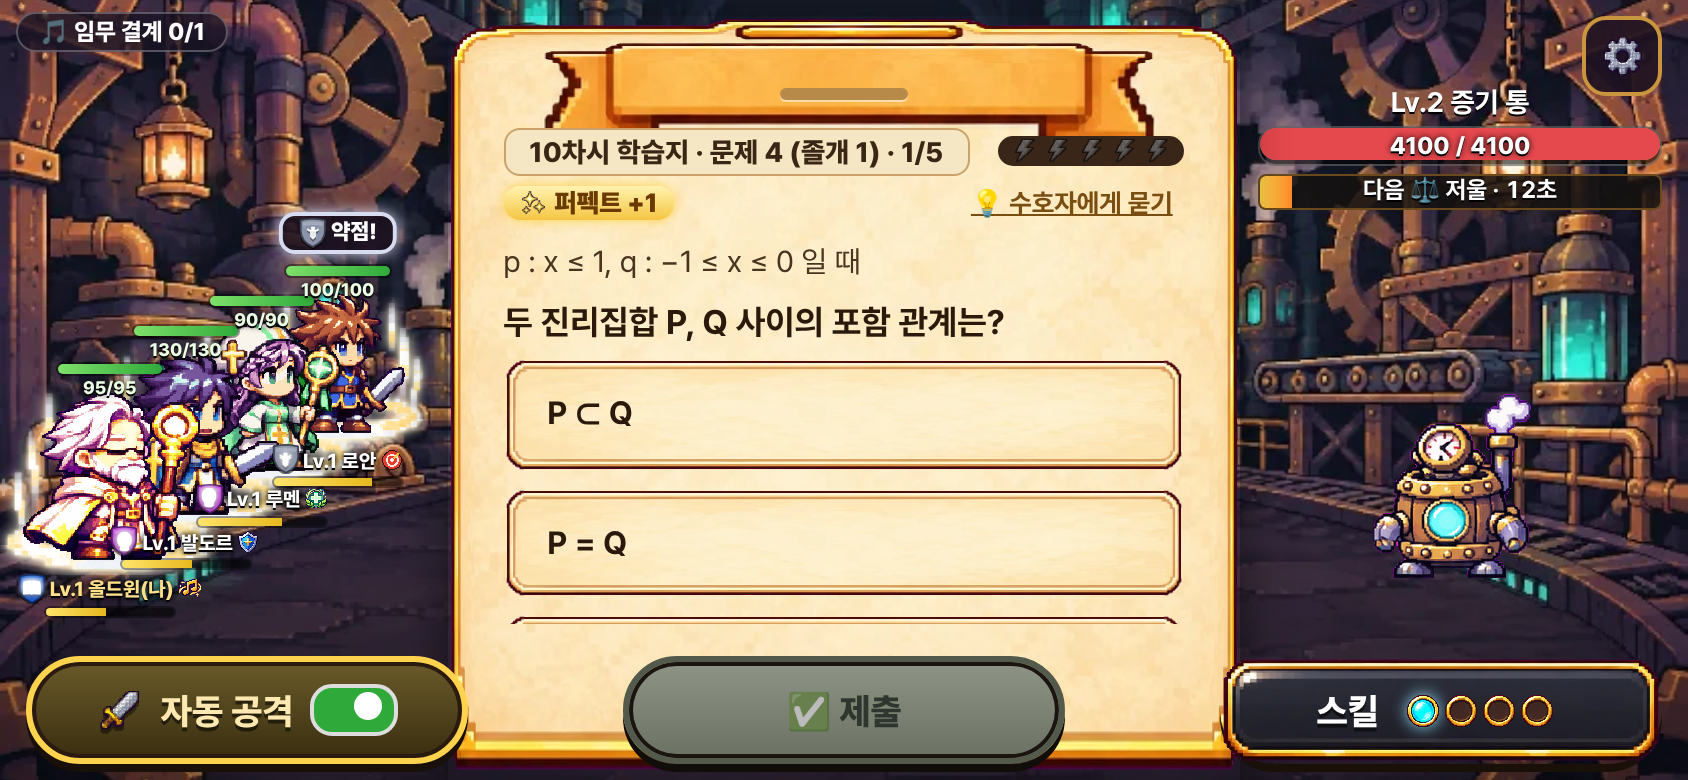 🎵 임무 결계 0/1
Lv.2 증기 통
4100 / 4100
다음 ⚖️ 저울 · 12초
10차시 학습지 · 문제 4 (졸개 1) · 1/5
✨ 퍼펙트 +1
💡 수호자에게 묻기
p : x ≤ 1, q : −1 ≤ x ≤ 0 일 때
두 진리집합 P, Q 사이의 포함 관계는?
P ⊂ Q
P = Q
약점!
100/100
90/90
130/130
95/95
Lv.1 로안
Lv.1 루멘
Lv.1 발도르
Lv.1 올드윈(나)
자동 공격
✅ 제출
스킬